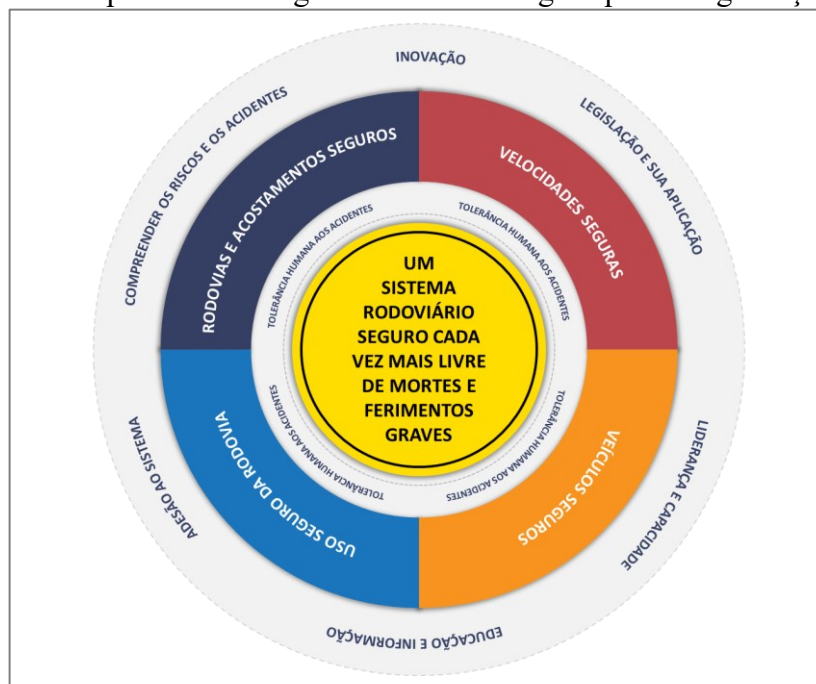 INOVAÇÃO
LEGISLAÇÃO E SUA APLICAÇÃO
LIDERANÇA E CAPACIDADE
EDUCAÇÃO E INFORMAÇÃO
ADESÃO AO SISTEMA
COMPREENDER OS RISCOS E OS ACIDENTES
RODOVIAS E ACOSTAMENTOS SEGUROS
VELOCIDADES SEGURAS
VEÍCULOS SEGUROS
USO SEGURO DA RODOVIA
TOLERÂNCIA HUMANA AOS ACIDENTES
TOLERÂNCIA HUMANA AOS ACIDENTES
TOLERÂNCIA HUMANA AOS ACIDENTES
TOLERÂNCIA HUMANA AOS ACIDENTES
UM
SISTEMA
RODOVIÁRIO
SEGURO CADA
VEZ MAIS LIVRE
DE MORTES E
FERIMENTOS
GRAVES